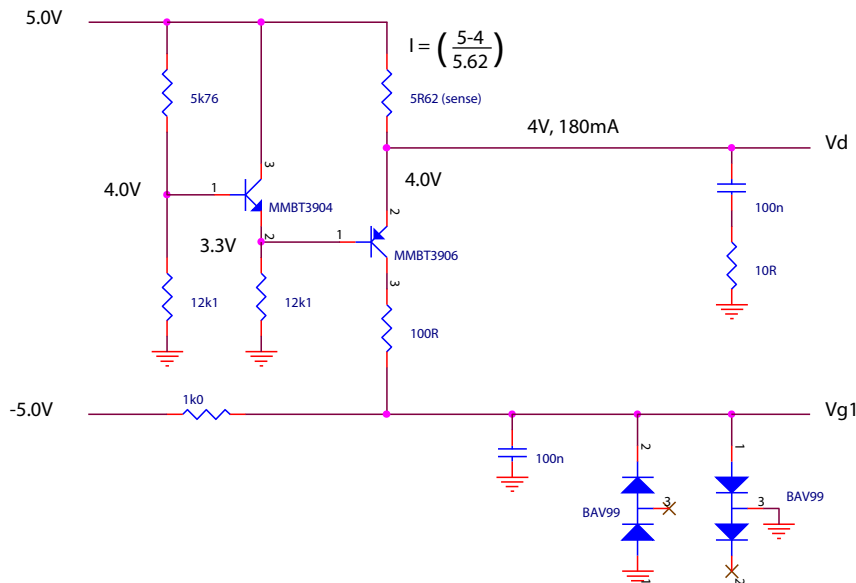 5.0V
I = ( 5-4 / 5.62 )
5k76
5R62 (sense)
4V, 180mA
Vd
3
4.0V
1
MMBT3904
4.0V
2
100n
3.3V
2
1
MMBT3906
10R
3
12k1
12k1
100R
-5.0V
1k0
Vg1
2
1
100n
3
3
BAV99
BAV99
1
2